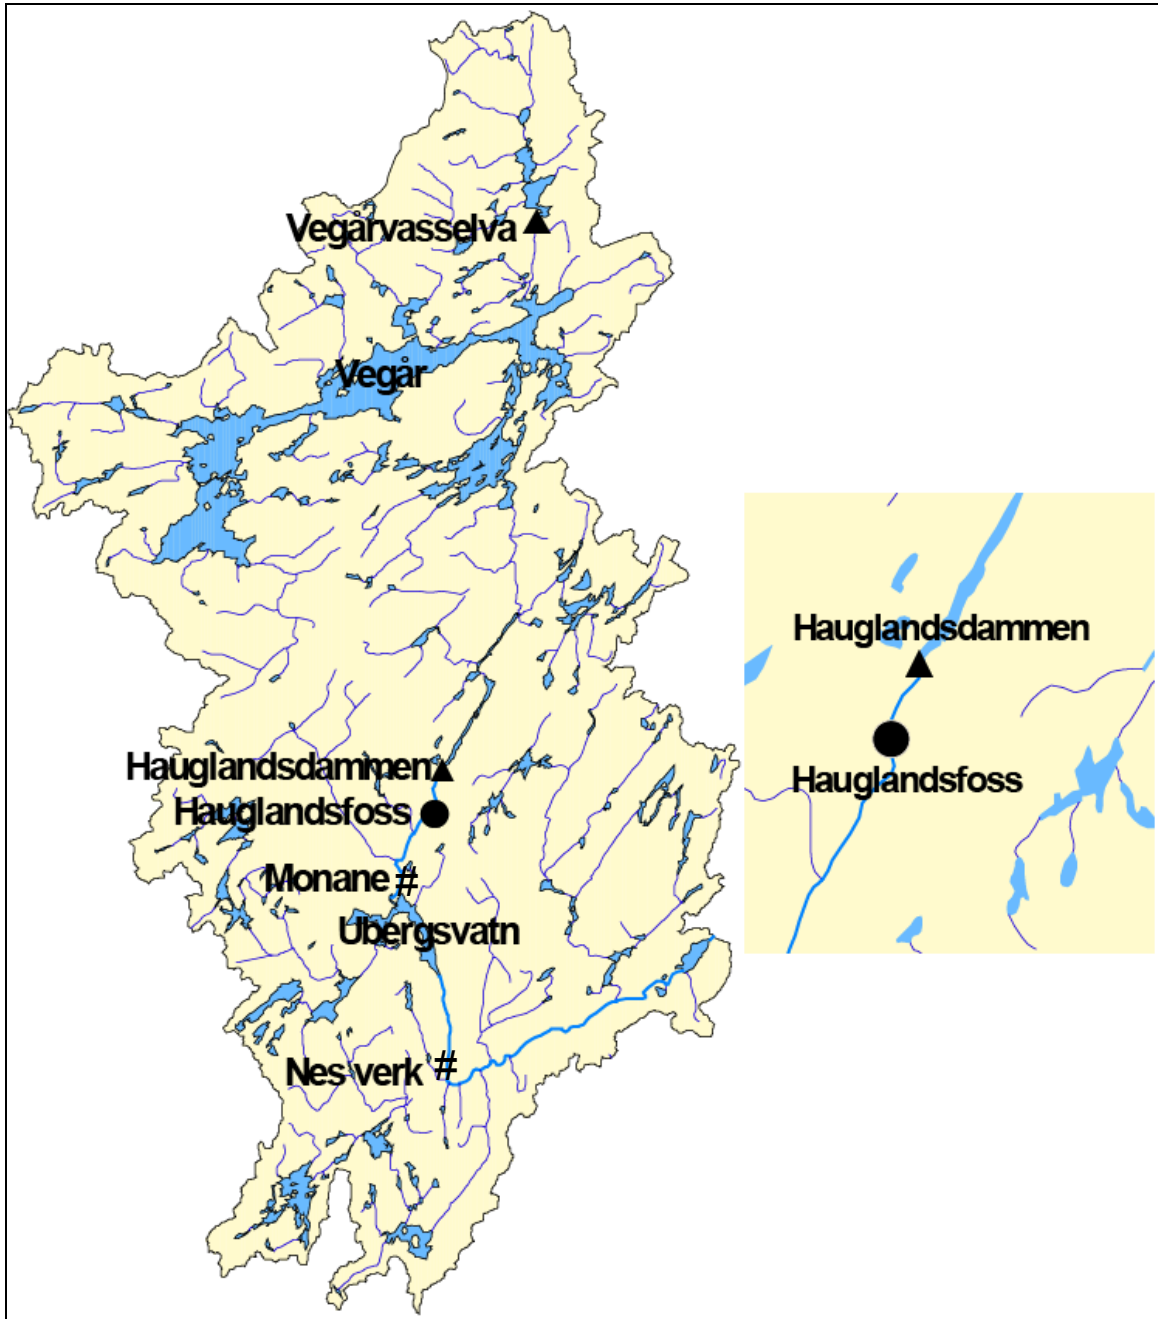 Vegårvasselva
Vegår
Hauglandsdammen
Hauglandsfoss
Monane #
Ubergsvatn
Nes verk #
Hauglandsdammen
Hauglandsfoss